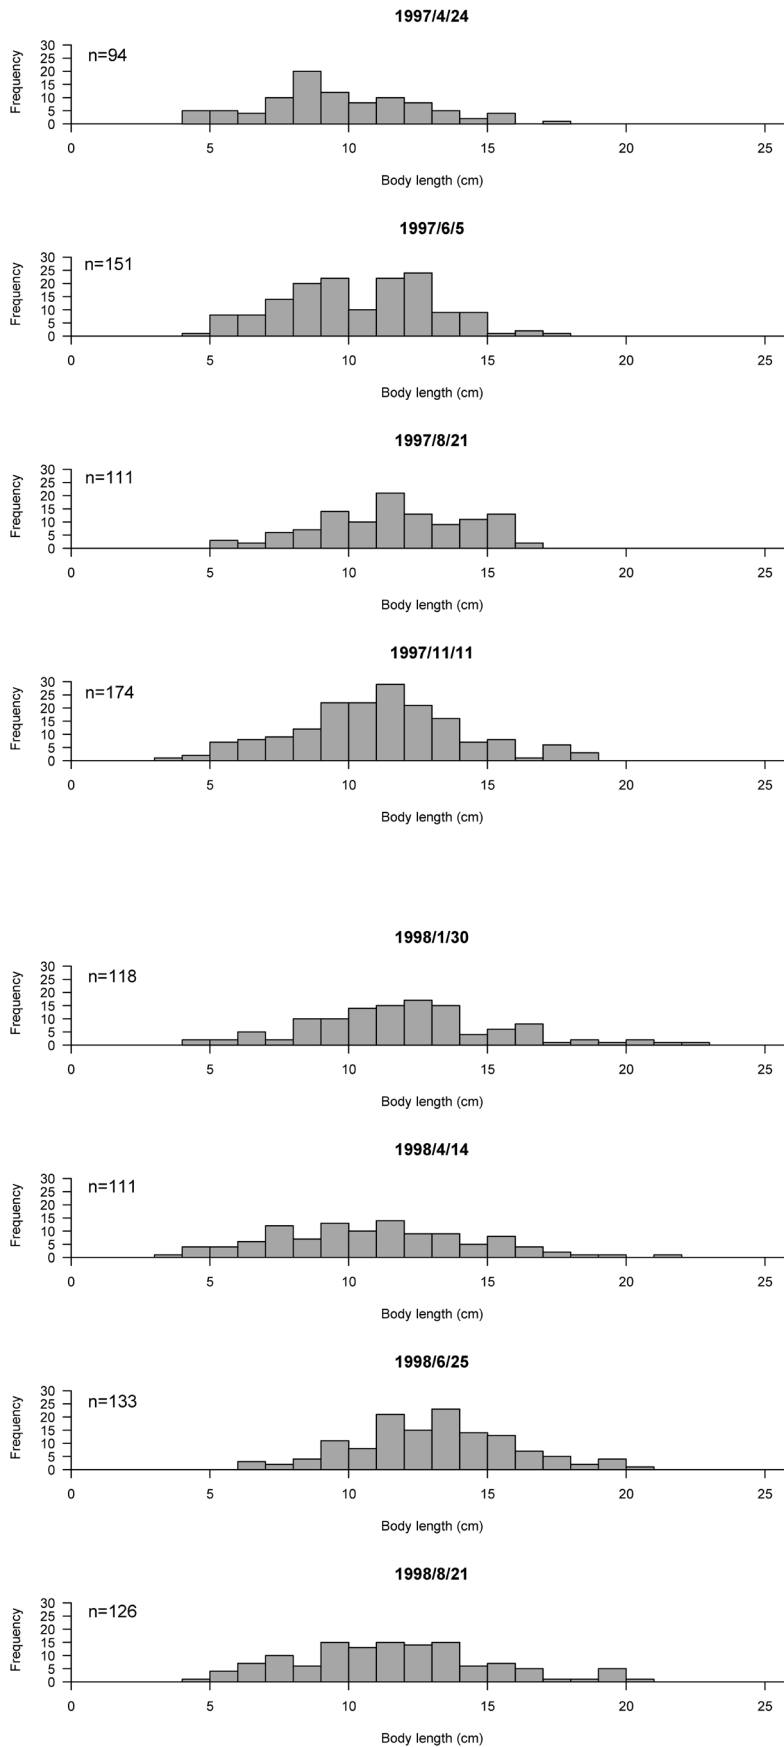 1997/4/24
n=94
Frequency
30
25
20
15
10
5
0
0 5 10 15 20 25
Body length (cm)
1997/6/5
n=151
Frequency
30
25
20
15
10
5
0
0 5 10 15 20 25
Body length (cm)
1997/8/21
n=111
Frequency
30
25
20
15
10
5
0
0 5 10 15 20 25
Body length (cm)
1997/11/11
n=174
Frequency
30
25
20
15
10
5
0
0 5 10 15 20 25
Body length (cm)
1998/1/30
n=118
Frequency
30
25
20
15
10
5
0
0 5 10 15 20 25
Body length (cm)
1998/4/14
n=111
Frequency
30
25
20
15
10
5
0
0 5 10 15 20 25
Body length (cm)
1998/6/25
n=133
Frequency
30
25
20
15
10
5
0
0 5 10 15 20 25
Body length (cm)
1998/8/21
n=126
Frequency
30
25
20
15
10
5
0
0 5 10 15 20 25
Body length (cm)